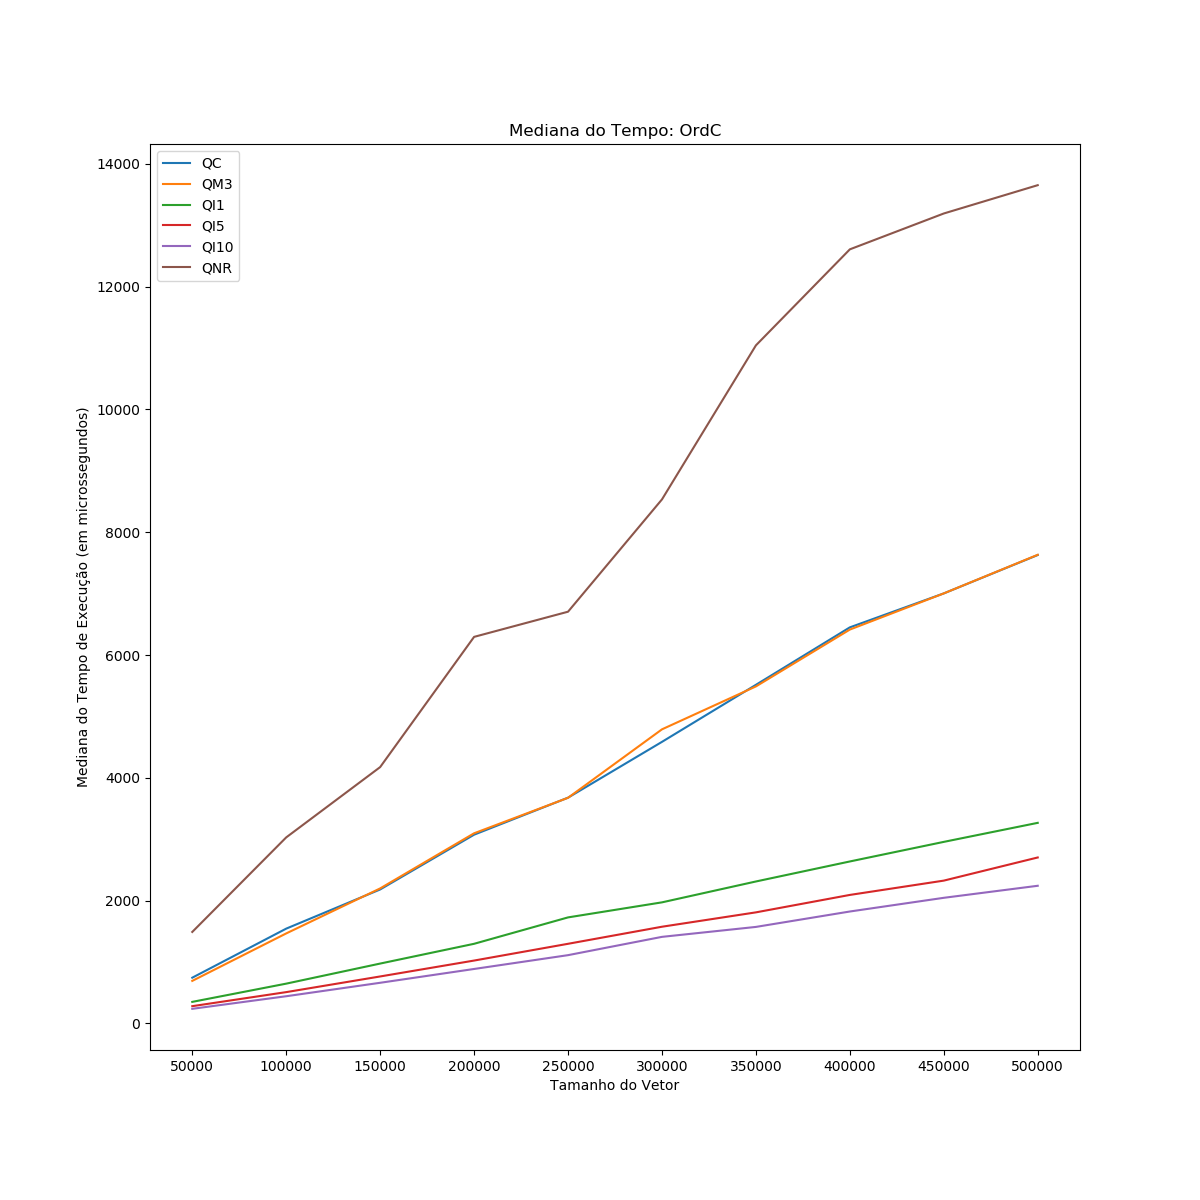 Mediana do Tempo: OrdC
QC
QM3
QI1
QI5
QI10
QNR
14000
12000
10000
8000
6000
4000
2000
0
Mediana do Tempo de Execução (em microssegundos)
50000 100000 150000 200000 250000 300000 350000 400000 450000 500000
Tamanho do Vetor